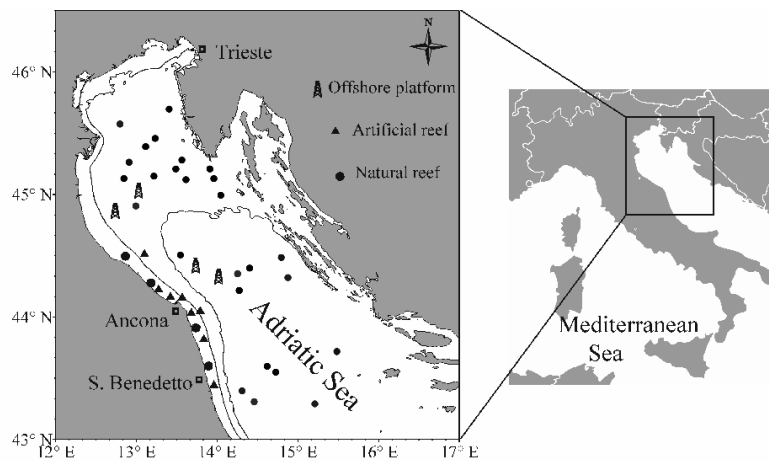 46° N
45° N
44° N
43° N
12° E
13° E
14° E
15° E
16° E
17° E
Trieste
N
Offshore platform
Artificial reef
Natural reef
Ancona
S. Benedetto
Adriatic Sea
Mediterranean
Sea